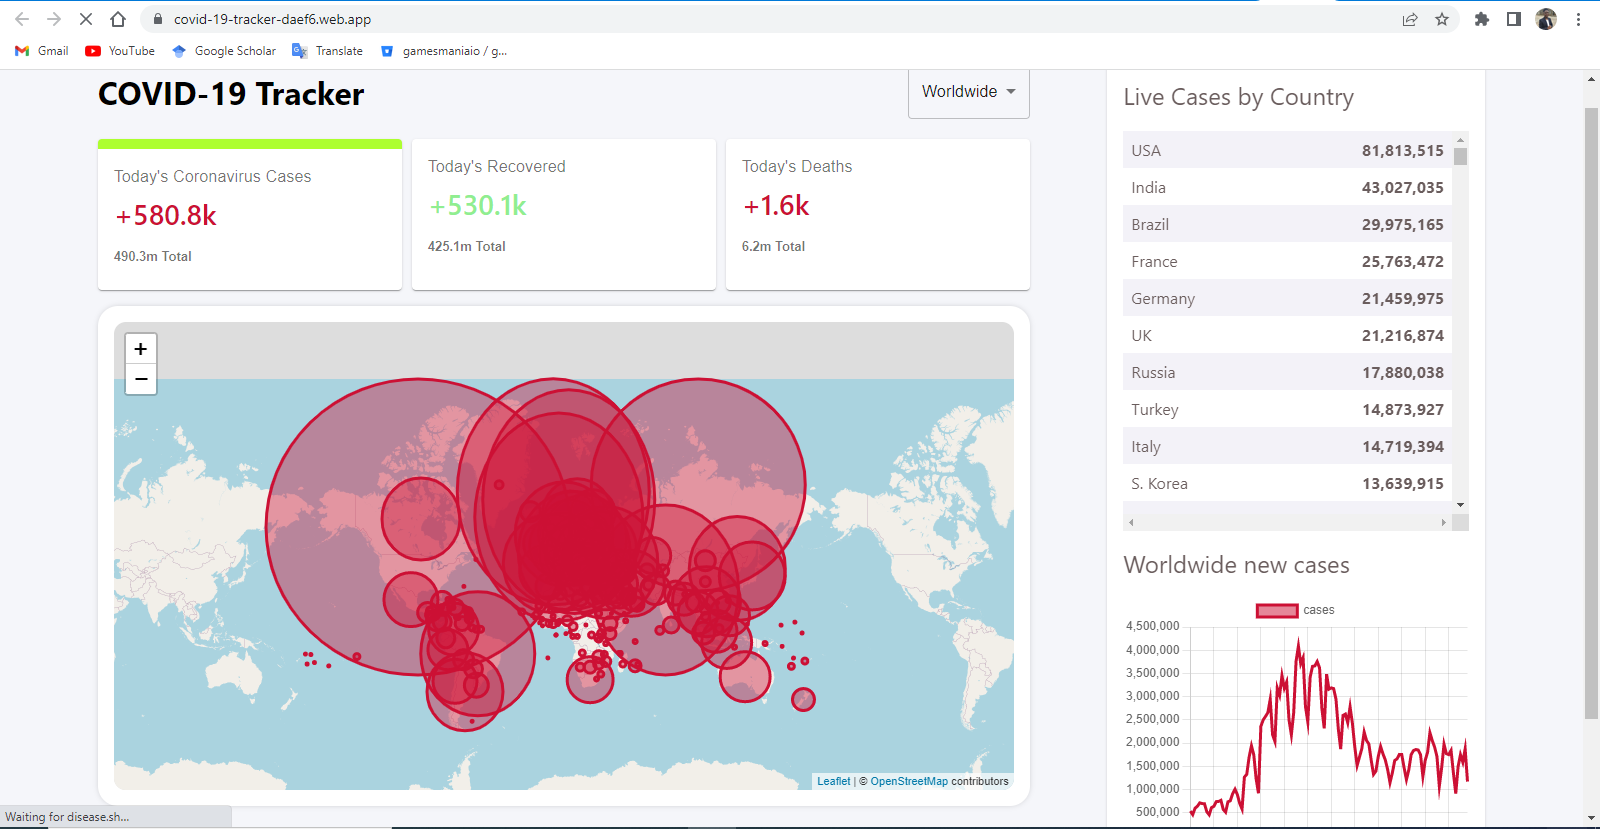 covid-19-tracker-daef6.web.app
Gmail
YouTube
Google Scholar
Translate
gamesmaniaio / g...
COVID-19 Tracker
Worldwide
Today's Coronavirus Cases
+580.8k
490.3m Total
Today's Recovered
+530.1k
425.1m Total
Today's Deaths
+1.6k
6.2m Total
+
−
Leaflet | © OpenStreetMap contributors
Live Cases by Country
USA 81,813,515
India 43,027,035
Brazil 29,975,165
France 25,763,472
Germany 21,459,975
UK 21,216,874
Russia 17,880,038
Turkey 14,873,927
Italy 14,719,394
S. Korea 13,639,915
Worldwide new cases
cases
4,500,000
4,000,000
3,500,000
3,000,000
2,500,000
2,000,000
1,500,000
1,000,000
500,000
Waiting for disease.sh...